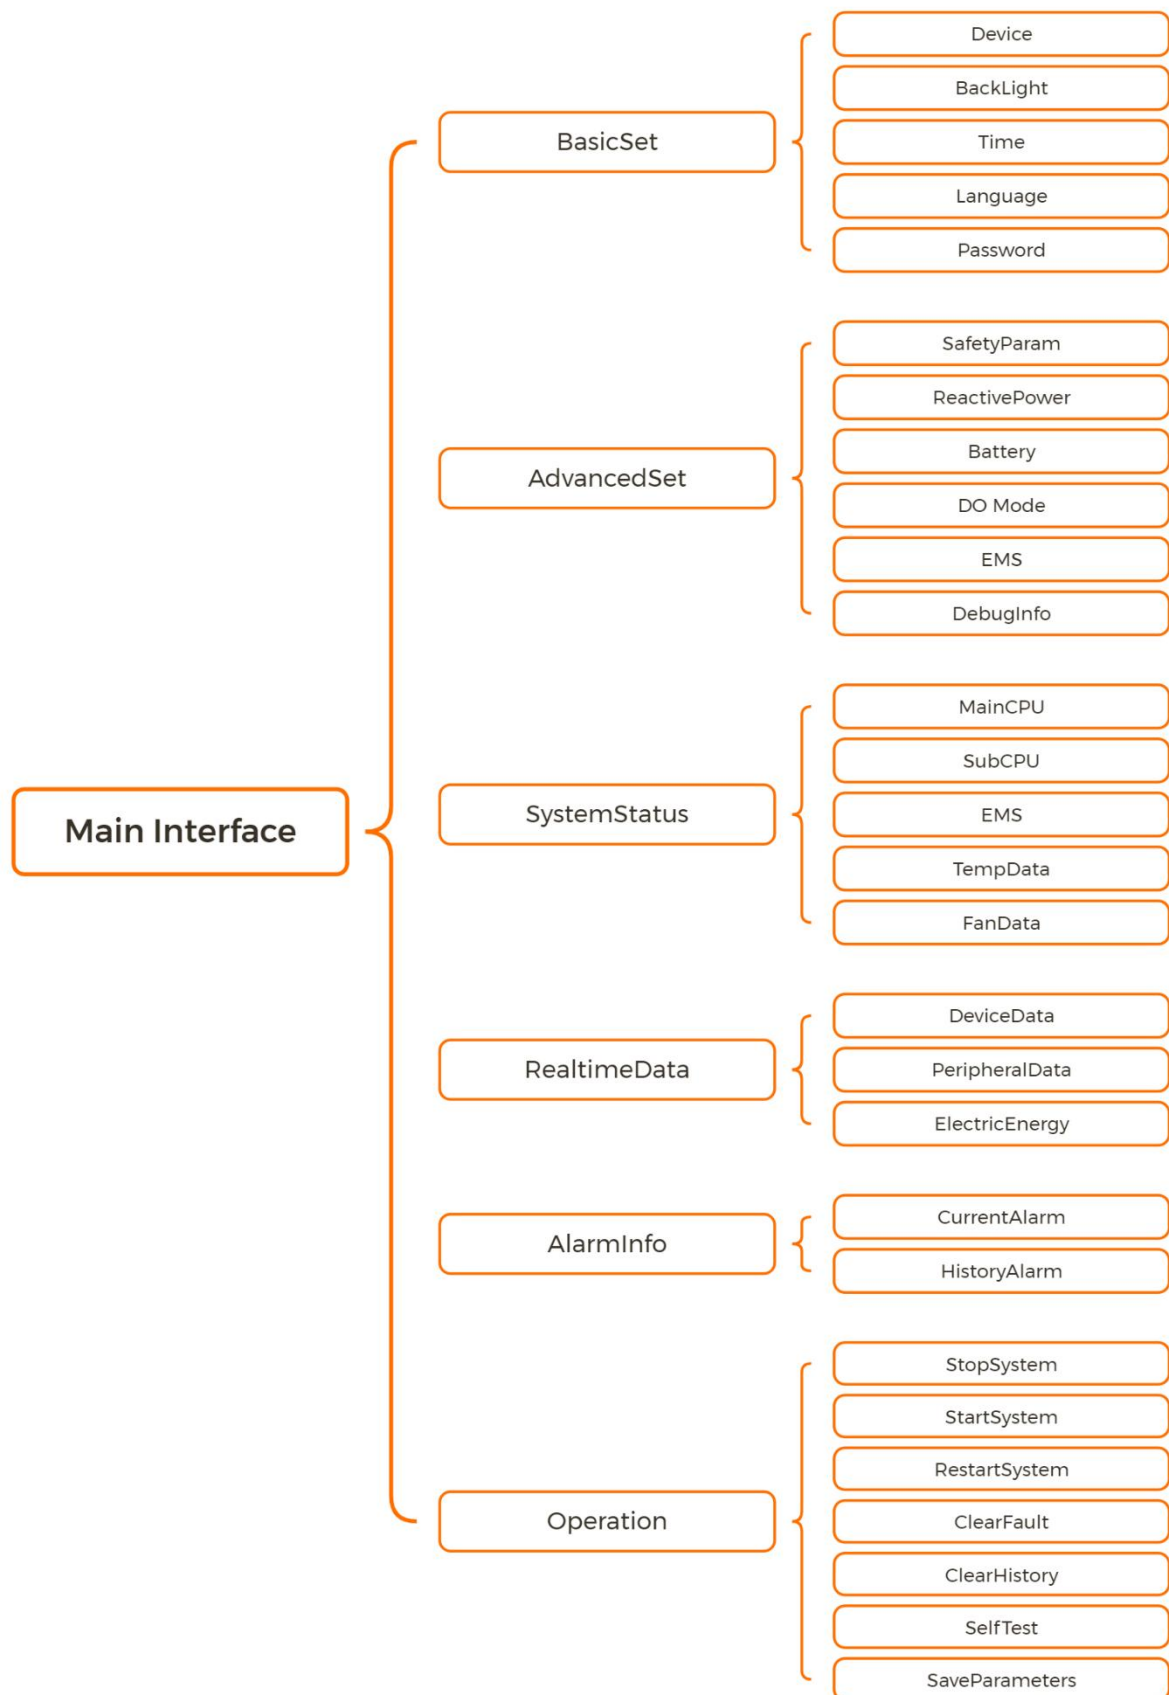 Main Interface
BasicSet
Device
BackLight
Time
Language
Password
AdvancedSet
SafetyParam
ReactivePower
Battery
DO Mode
EMS
DebugInfo
SystemStatus
MainCPU
SubCPU
EMS
TempData
FanData
RealtimeData
DeviceData
PeripheralData
ElectricEnergy
AlarmInfo
CurrentAlarm
HistoryAlarm
Operation
StopSystem
StartSystem
RestartSystem
ClearFault
ClearHistory
SelfTest
SaveParameters